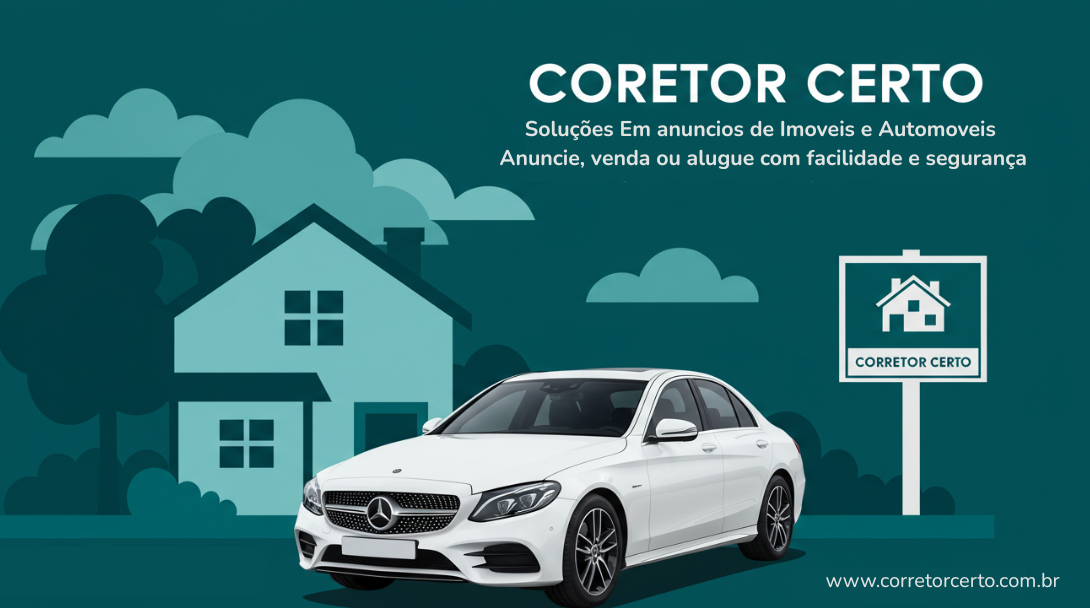 CORETOR CERTO
Soluções Em anuncios de Imoveis e Automoveis
Anuncie, venda ou alugue com facilidade e segurança
CORRETOR CERTO
www.corretorcerto.com.br